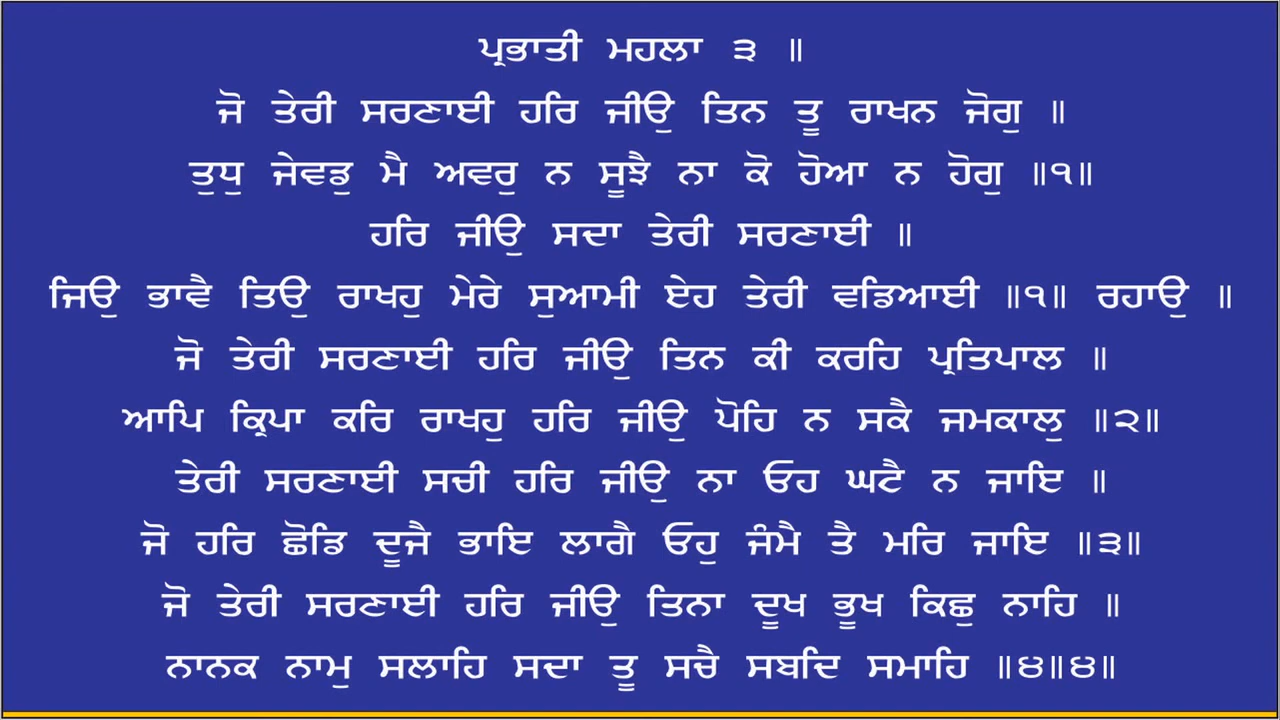 ਪ੍ਰਭਾਤੀ ਮਹਲਾ ੩ ॥
ਜੋ ਤੇਰੀ ਸਰਣਾਈ ਹਰਿ ਜੀਉ ਤਿਨ ਤੂ ਰਾਖਨ ਜੋਗੁ ॥
ਤੁਧੁ ਜੇਵਡੁ ਮੈ ਅਵਰੁ ਨ ਸੂਝੈ ਨਾ ਕੋ ਹੋਆ ਨ ਹੋਗੁ ॥੧॥
ਹਰਿ ਜੀਉ ਸਦਾ ਤੇਰੀ ਸਰਣਾਈ ॥
ਜਿਉ ਭਾਵੈ ਤਿਉ ਰਾਖਹੁ ਮੇਰੇ ਸੁਆਮੀ ਏਹ ਤੇਰੀ ਵਡਿਆਈ ॥੧॥ ਰਹਾਉ ॥
ਜੋ ਤੇਰੀ ਸਰਣਾਈ ਹਰਿ ਜੀਉ ਤਿਨ ਕੀ ਕਰਹਿ ਪ੍ਰਤਿਪਾਲ ॥
ਆਪਿ ਕ੍ਰਿਪਾ ਕਰਿ ਰਾਖਹੁ ਹਰਿ ਜੀਉ ਪੋਹਿ ਨ ਸਕੈ ਜਮਕਾਲੁ ॥੨॥
ਤੇਰੀ ਸਰਣਾਈ ਸਚੀ ਹਰਿ ਜੀਉ ਨਾ ਓਹ ਘਟੈ ਨ ਜਾਇ ॥
ਜੋ ਹਰਿ ਛੋਡਿ ਦੂਜੈ ਭਾਇ ਲਾਗੈ ਓਹੁ ਜੰਮੈ ਤੈ ਮਰਿ ਜਾਇ ॥੩॥
ਜੋ ਤੇਰੀ ਸਰਣਾਈ ਹਰਿ ਜੀਉ ਤਿਨਾ ਦੂਖ ਭੂਖ ਕਿਛੁ ਨਾਹਿ ॥
ਨਾਨਕ ਨਾਮੁ ਸਲਾਹਿ ਸਦਾ ਤੂ ਸਚੈ ਸਬਦਿ ਸਮਾਹਿ ॥੪॥੪॥